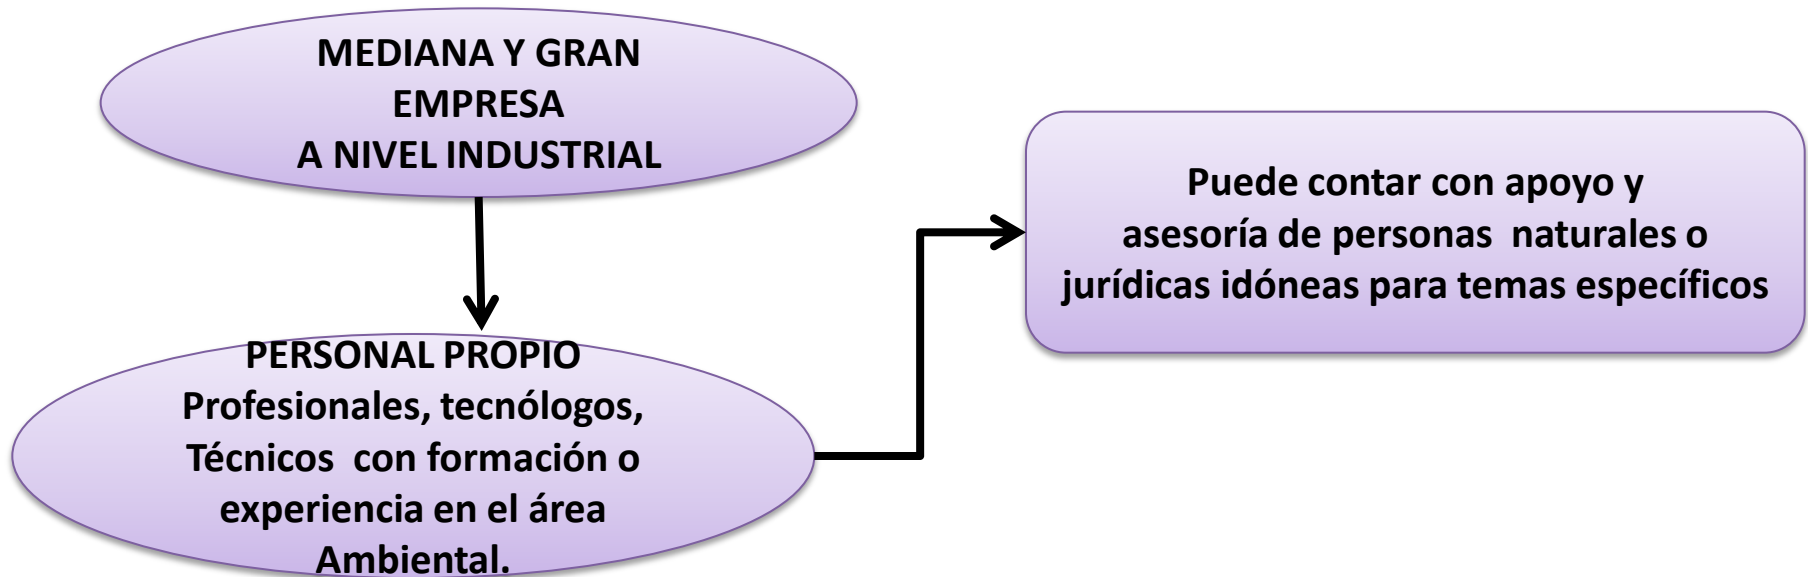 MEDIANA Y GRAN
EMPRESA
A NIVEL INDUSTRIAL
PERSONAL PROPIO
Profesionales, tecnólogos,
Técnicos con formación o
experiencia en el área
Ambiental.
Puede contar con apoyo y
asesoría de personas naturales o
jurídicas idóneas para temas específicos